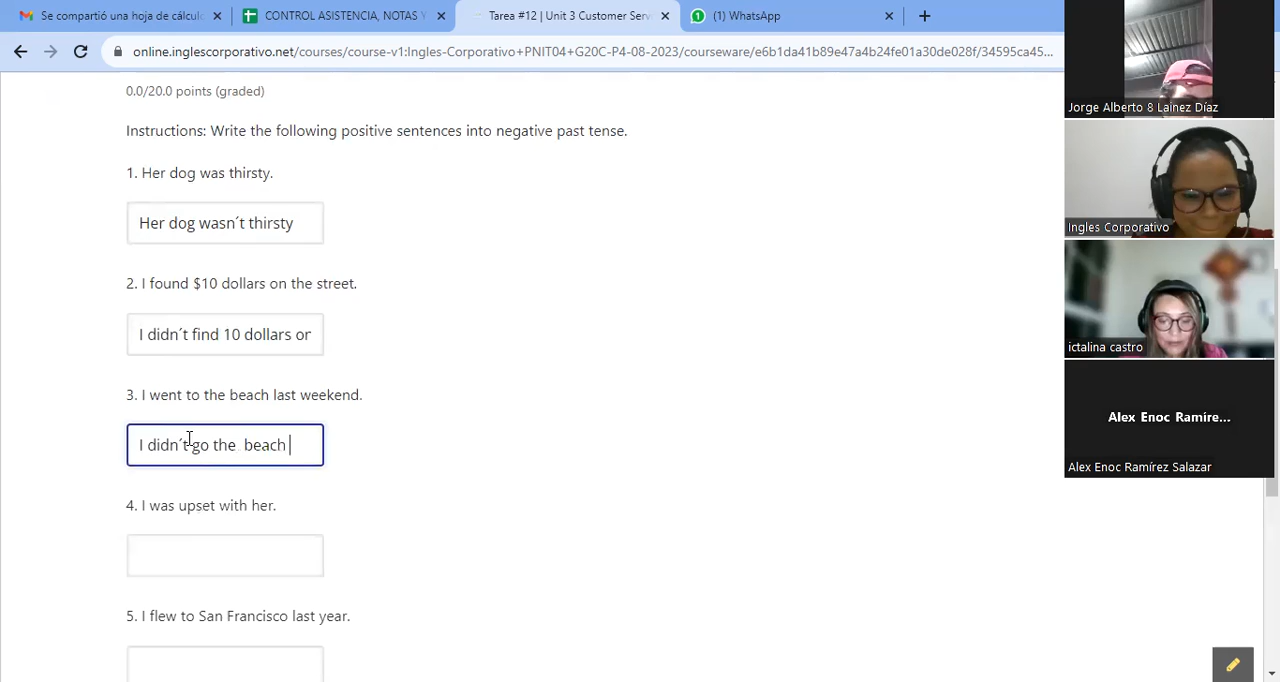 Se compartió una hoja de cálcul
CONTROL ASISTENCIA, NOTAS Y
Tarea #12 | Unit 3 Customer Serv
(1) WhatsApp
online.inglescorporativo.net/courses/course-v1:Ingles-Corporativo+PNIT04+G20C-P4-08-2023/courseware/e6b1da41b89e47a4b24fe01a30de028f/34595ca45...
0.0/20.0 points (graded)
Instructions: Write the following positive sentences into negative past tense.
1. Her dog was thirsty.
Her dog wasn´t thirsty
2. I found $10 dollars on the street.
I didn´t find 10 dollars or
3. I went to the beach last weekend.
I didn´t go the  beach
4. I was upset with her.
5. I flew to San Francisco last year.
Jorge Alberto 8 Laínez Díaz
Ingles Corporativo
ictalina castro
Alex Enoc Ramíre...
Alex Enoc Ramírez Salazar